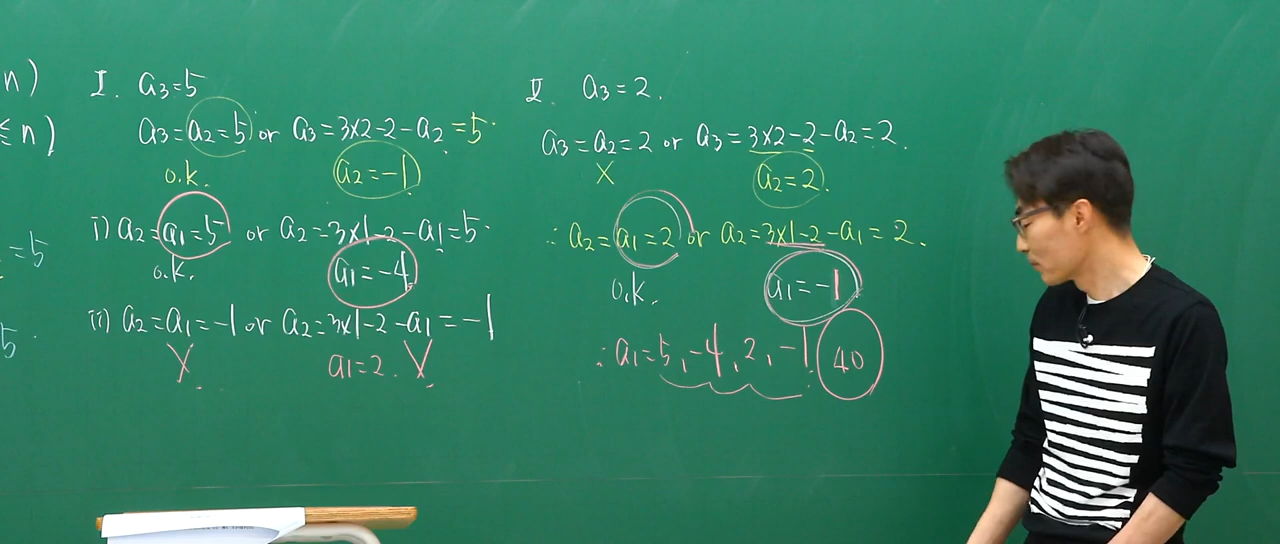 n)
≤n)
=5
5
I. a₃=5
a₃=a₂=5 or a₃=3×2-2-a₂=5.
o.k. a₂=-1
i) a₂=a₁=5 or a₂=3×1-2-a₁=5.
o.k. a₁=-4
ii) a₂=a₁=-1 or a₂=3×1-2-a₁=-1
X a₁=2. X
II. a₃=2.
a₃=a₂=2 or a₃=3×2-2-a₂=2.
X a₂=2.
∴ a₂=a₁=2 or a₂=3×1-2-a₁=2.
o.k. a₁=-1
∴ a₁=5, -4, 2, -1. 40